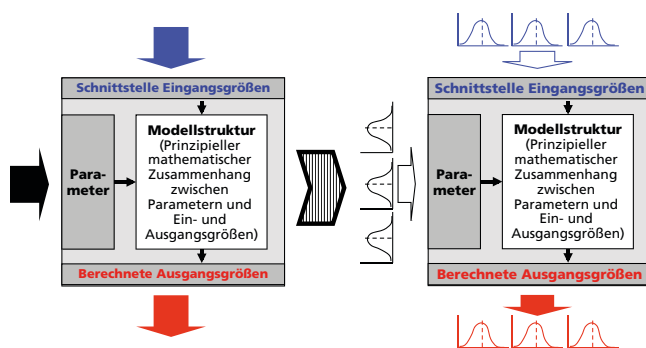 Schnittstelle Eingangsgrößen
Para-
meter
Modellstruktur
(Prinzipieller
mathematischer
Zusammenhang
zwischen
Parametern und
Ein- und
Ausgangsgrößen)
Berechnete Ausgangsgrößen
Schnittstelle Eingangsgrößen
Para-
meter
Modellstruktur
(Prinzipieller
mathematischer
Zusammenhang
zwischen
Parametern und
Ein- und
Ausgangsgrößen)
Berechnete Ausgangsgrößen